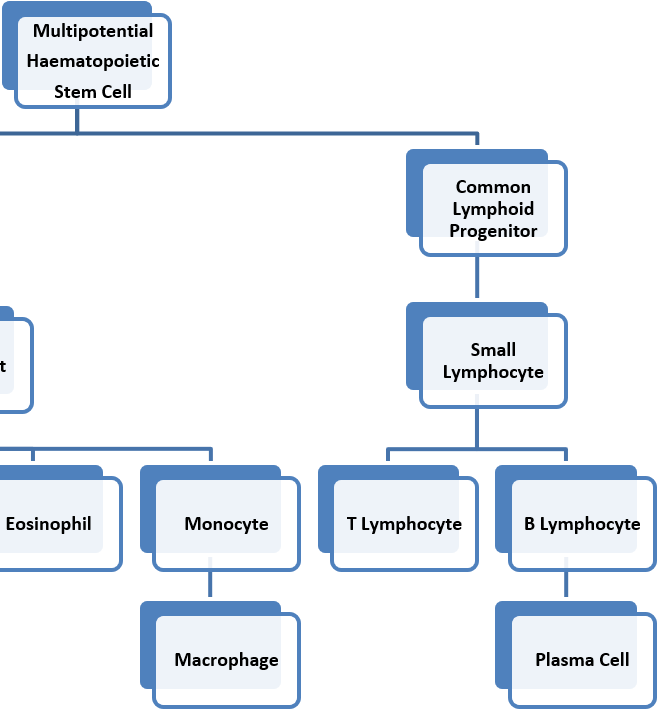 Multipotential
Haematopoietic
Stem Cell
Common
Lymphoid
Progenitor
Small
Lymphocyte
t
Eosinophil
Monocyte
T Lymphocyte
B Lymphocyte
Macrophage
Plasma Cell